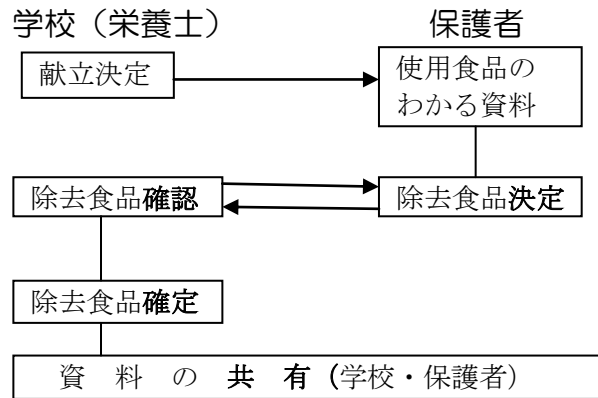 学校（栄養士）
保護者
献立決定
使用食品の
わかる資料
除去食品確認
除去食品決定
除去食品確定
資 料 の 共 有（学校・保護者）